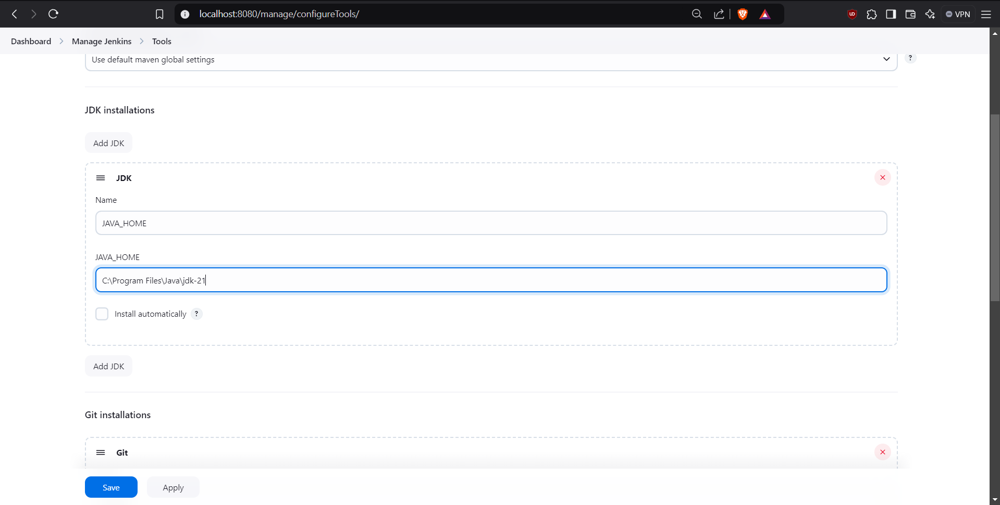 localhost:8080/manage/configureTools/
VPN
Dashboard > Manage Jenkins > Tools
Use default maven global settings
?
JDK installations
Add JDK
JDK
Name
JAVA_HOME
JAVA_HOME
C:\Program Files\Java\jdk-21
Install automatically ?
Add JDK
Git installations
Git
Save Apply